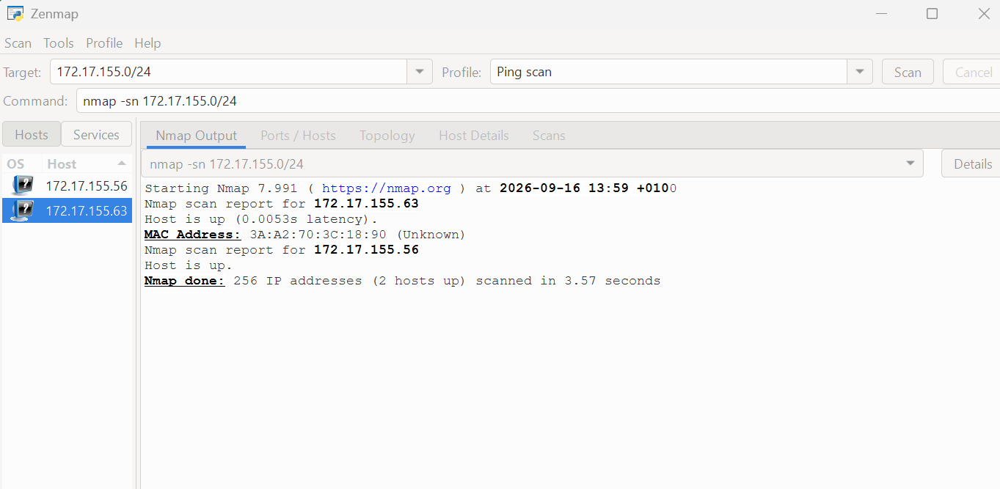 Zenmap
Scan Tools Profile Help
Target: 172.17.155.0/24 Profile: Ping scan Scan Cancel
Command: nmap -sn 172.17.155.0/24
Hosts Services Nmap Output Ports / Hosts Topology Host Details Scans
OS Host nmap -sn 172.17.155.0/24 Details
172.17.155.56
172.17.155.63
Starting Nmap 7.991 ( https://nmap.org ) at 2026-09-16 13:59 +0100
Nmap scan report for 172.17.155.63
Host is up (0.0053s latency).
MAC Address: 3A:A2:70:3C:18:90 (Unknown)
Nmap scan report for 172.17.155.56
Host is up.
Nmap done: 256 IP addresses (2 hosts up) scanned in 3.57 seconds